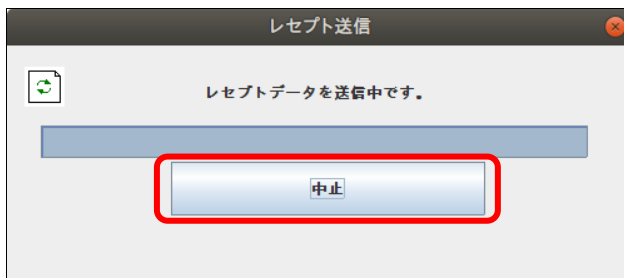 レセプト送信
レセプトデータを送信中です。
中止